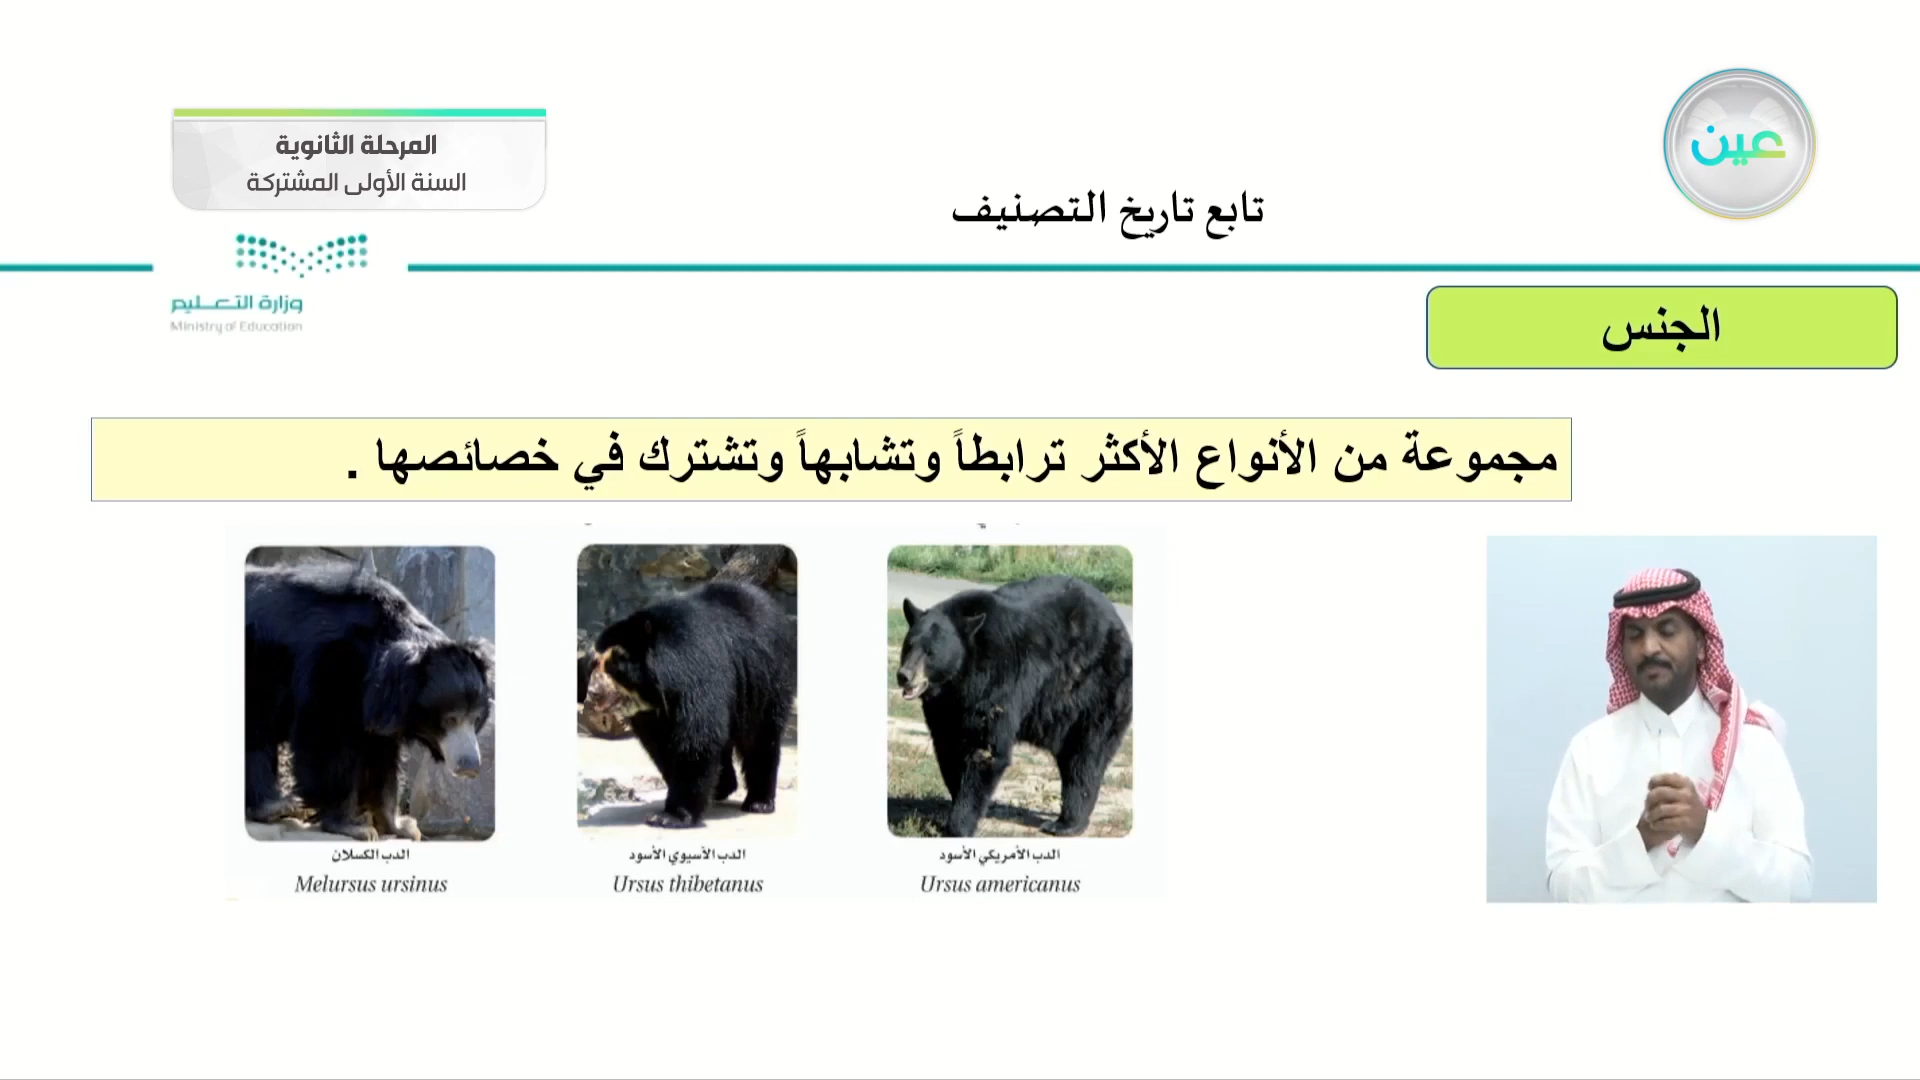 عين
المرحلة الثانوية
السنة الأولى المشتركة
تابع تاريخ التصنيف
وزارة التعليم
Ministry of Education
الجنس
مجموعة من الأنواع الأكثر ترابطاً وتشابهاً وتشترك في خصائصها .
الدب الأمريكي الأسود
Ursus americanus
الدب الأسيوي الأسود
Ursus thibetanus
الدب الكسلان
Melursus ursinus